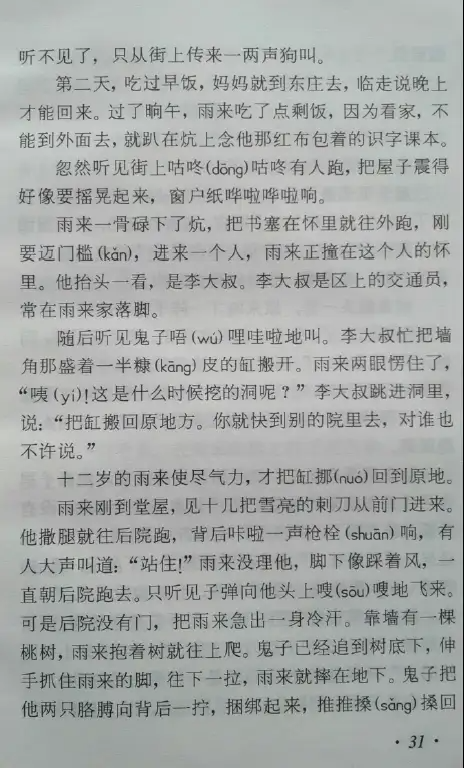 听不见了，只从街上传来一两声狗叫。
第二天，吃过早饭，妈妈就到东庄去，临走说晚上
才能回来。过了晌午，雨来吃了点剩饭，因为看家，不
能到外面去，就趴在炕上念他那红布包着的识字课本。
忽然听见街上咕咚(dōng)咕咚有人跑，把屋子震得
好像要摇晃起来，窗户纸哗啦哗啦响。
雨来一骨碌下了炕，把书塞在怀里就往外跑，刚
要迈门槛(kǎn)，进来一个人，雨来正撞在这个人的怀
里。他抬头一看，是李大叔。李大叔是区上的交通员，
常在雨来家落脚。
随后听见鬼子唔(wú)哩哇啦地叫。李大叔忙把墙
角那盛着一半糠(kāng)皮的缸搬开。雨来两眼愣住了，
“咦(yí)！这是什么时候挖的洞呢？”李大叔跳进洞里，
说：“把缸搬回原地方。你就快到别的院里去，对谁也
不许说。”
十二岁的雨来使尽气力，才把缸挪(nuó)回到原地。
雨来刚到堂屋，见十几把雪亮的刺刀从前门进来。
他撒腿就往后院跑，背后咔啦一声枪栓(shuān)响，有
人大声叫道：“站住！”雨来没理他，脚下像踩着风，一
直朝后院跑去。只听见子弹向他头上嗖(sōu)嗖地飞来。
可是后院没有门，把雨来急出一身冷汗。靠墙有一棵
桃树，雨来抱着树就往上爬。鬼子已经追到树底下，伸
手抓住雨来的脚，往下一拉，雨来就摔在地下。鬼子把
他两只胳膊向背后一拧，捆绑起来，推推搡(sǎng)搡回
·31·